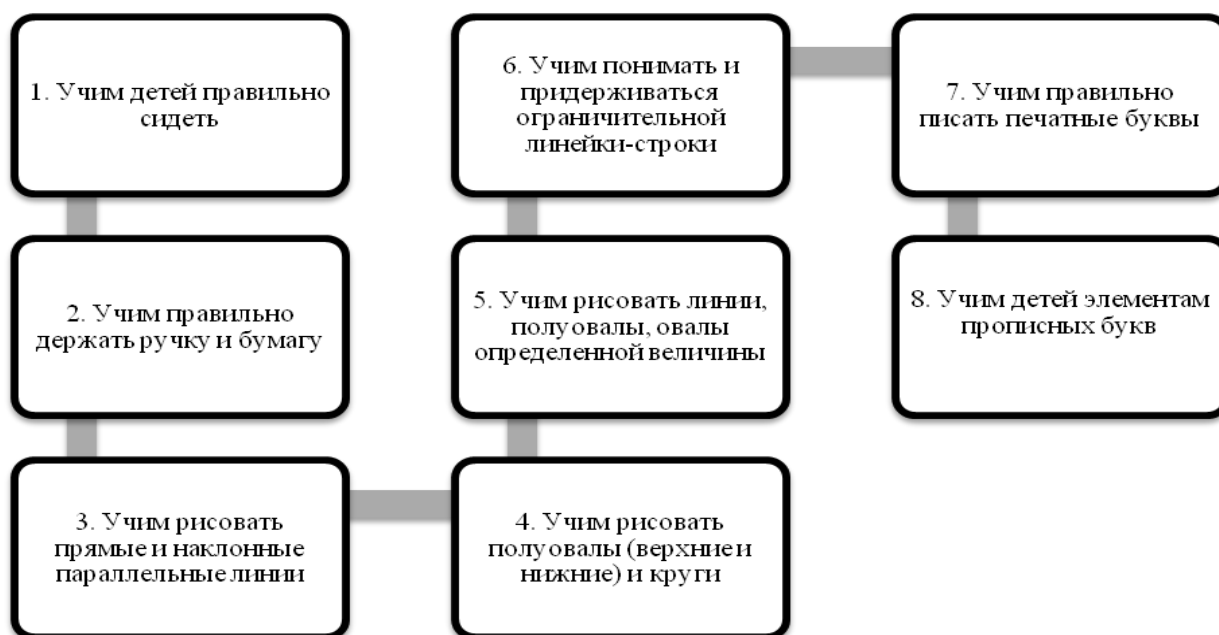 1. Учим детей правильно
сидеть
2. Учим правильно
держать ручку и бумагу
3. Учим рисовать
прямые и наклонные
параллельные линии
4. Учим рисовать
полуовалы (верхние и
нижние) и круги
5. Учим рисовать линии,
полуовалы, овалы
определенной величины
6. Учим понимать и
придерживаться
ограничительной
линейки-строки
7. Учим правильно
писать печатные буквы
8. Учим детей элементам
прописных букв